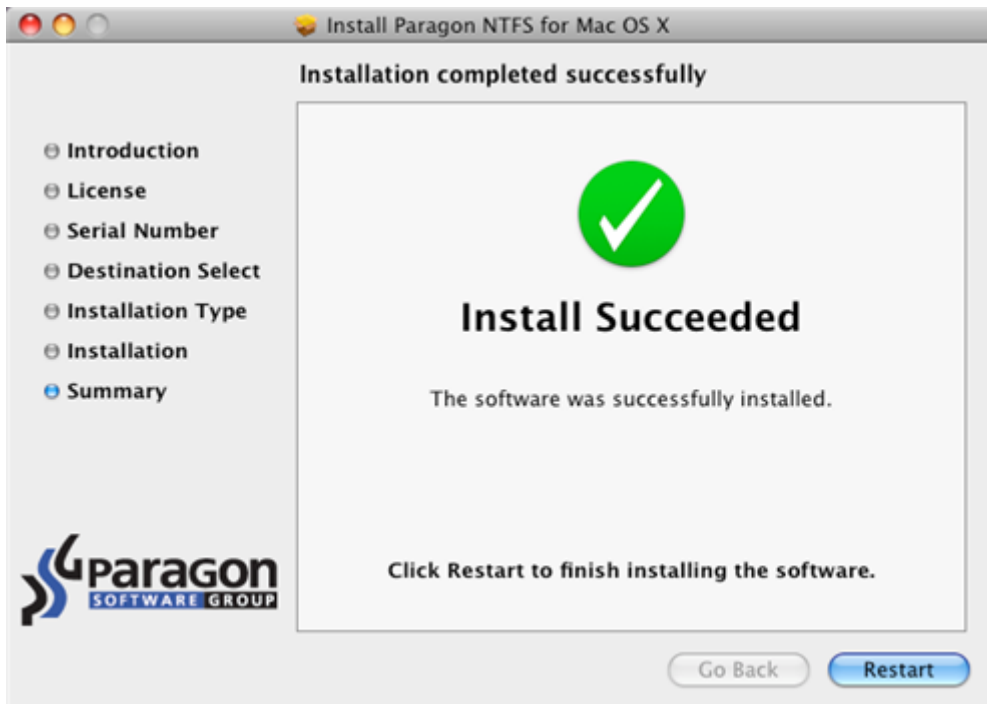 Install Paragon NTFS for Mac OS X
Installation completed successfully
Introduction
License
Serial Number
Destination Select
Installation Type
Installation
Summary
Install Succeeded
The software was successfully installed.
Click Restart to finish installing the software.
Paragon
SOFTWARE GROUP
Go Back
Restart